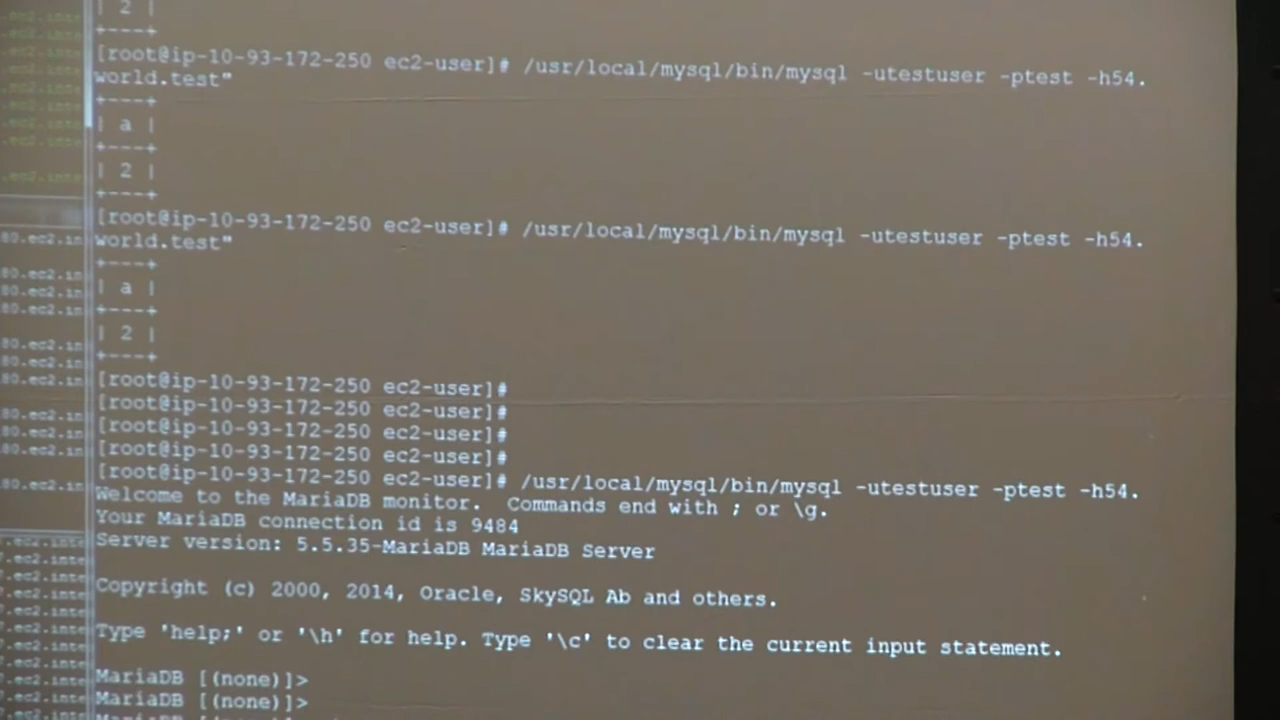 | 2 |
+----+
[root@ip-10-93-172-250 ec2-user]# /usr/local/mysql/bin/mysql -utestuser -ptest -h54.
world.test"
+----+
| a |
+----+
| 2 |
+----+
[root@ip-10-93-172-250 ec2-user]# /usr/local/mysql/bin/mysql -utestuser -ptest -h54.
world.test"
+----+
| a |
+----+
| 2 |
+----+
[root@ip-10-93-172-250 ec2-user]#
[root@ip-10-93-172-250 ec2-user]#
[root@ip-10-93-172-250 ec2-user]#
[root@ip-10-93-172-250 ec2-user]#
[root@ip-10-93-172-250 ec2-user]# /usr/local/mysql/bin/mysql -utestuser -ptest -h54.
Welcome to the MariaDB monitor.  Commands end with ; or \g.
Your MariaDB connection id is 9484
Server version: 5.5.35-MariaDB MariaDB Server
Copyright (c) 2000, 2014, Oracle, SkySQL Ab and others.
Type 'help;' or '\h' for help. Type '\c' to clear the current input statement.
MariaDB [(none)]>
MariaDB [(none)]>